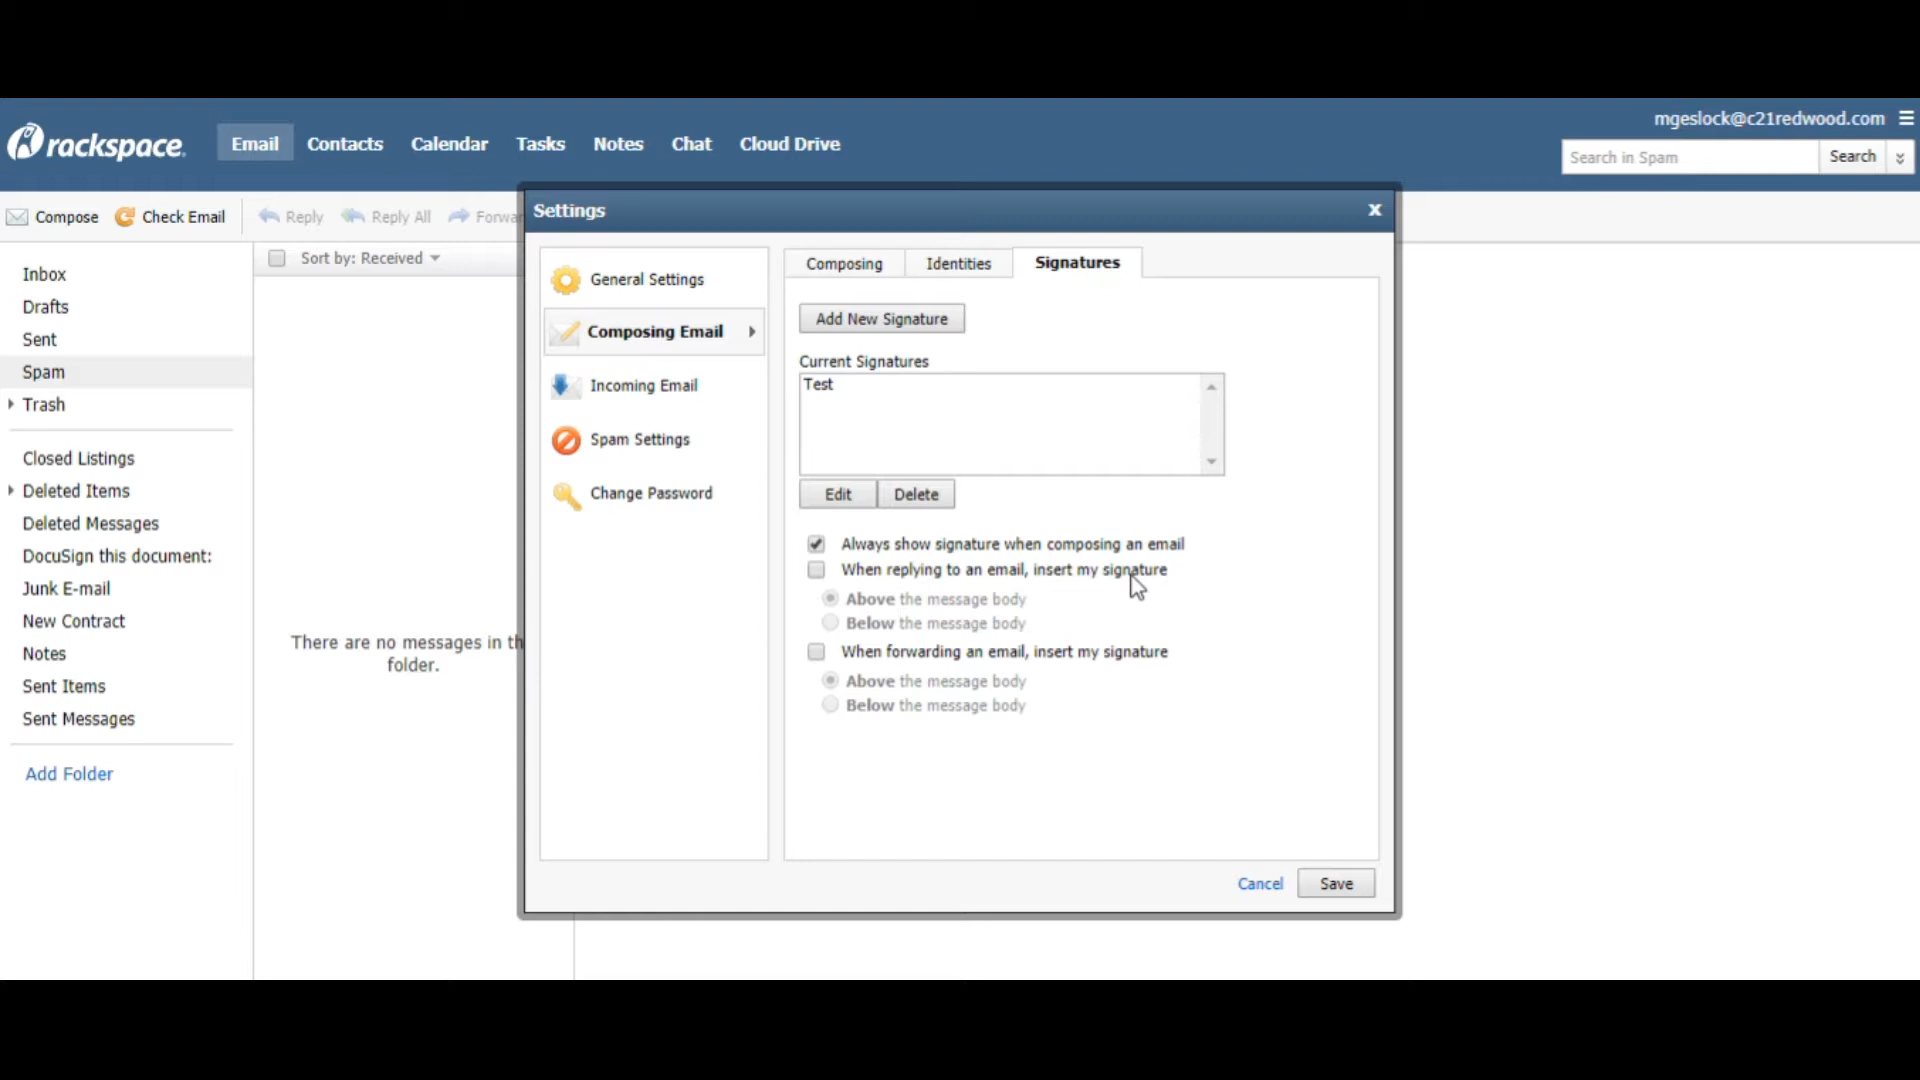 mgeslock@c21redwood.com
rackspace.
Email
Contacts
Calendar
Tasks
Notes
Chat
Cloud Drive
Search in Spam
Search
Compose
Check Email
Reply
Reply All
Forwa
Inbox
Drafts
Sent
Spam
Trash
Closed Listings
Deleted Items
Deleted Messages
DocuSign this document:
Junk E-mail
New Contract
Notes
Sent Items
Sent Messages
Add Folder
Sort by: Received
There are no messages in th
folder.
Settings
x
General Settings
Composing Email
Incoming Email
Spam Settings
Change Password
Composing
Identities
Signatures
Add New Signature
Current Signatures
Test
Edit
Delete
Always show signature when composing an email
When replying to an email, insert my signature
Above the message body
Below the message body
When forwarding an email, insert my signature
Above the message body
Below the message body
Cancel
Save